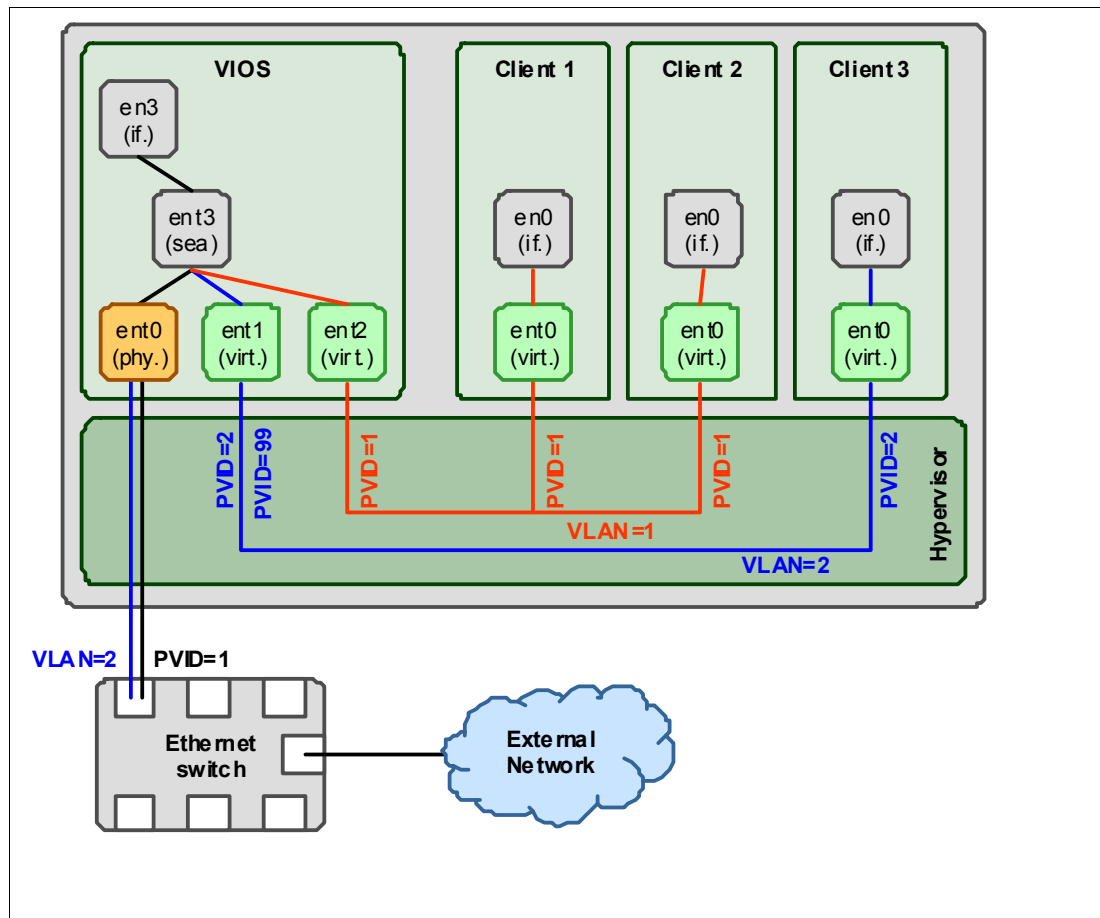 VIOS
Client 1
Client 2
Client 3
en3
(if.)
ent3
(sea)
en0
(if.)
en0
(if.)
en0
(if.)
ent0
(phy.)
ent1
(virt.)
ent2
(virt.)
ent0
(virt.)
ent0
(virt.)
ent0
(virt.)
PVID=2
PVID=99
PVID=1
PVID=1
PVID=1
PVID=2
Hypervisor
VLAN=1
VLAN=2
VLAN=2
PVID=1
Ethernet
switch
External
Network